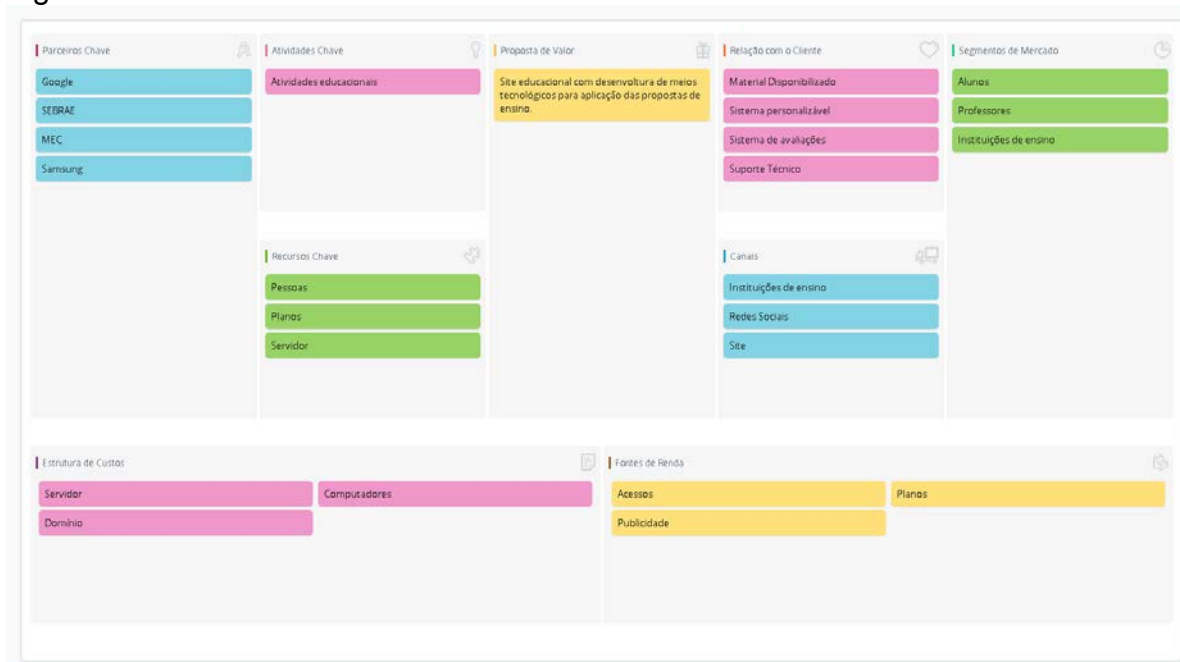 Parceiros Chave
Google
SEBRAE
MEC
Samsung
Atividades Chave
Atividades educacionais
Recursos Chave
Pessoas
Planos
Servidor
Proposta de Valor
Site educacional com desenvoltura de meios
tecnológicos para aplicação das propostas de
ensino.
Relação com o Cliente
Material Disponibilizado
Sistema personalizável
Sistema de avaliações
Suporte Técnico
Canais
Instituições de ensino
Redes Sociais
Site
Segmentos de Mercado
Alunos
Professores
Instituições de ensino
Estrutura de Custos
Servidor
Computadores
Domínio
Fontes de Renda
Acessos
Planos
Publicidade